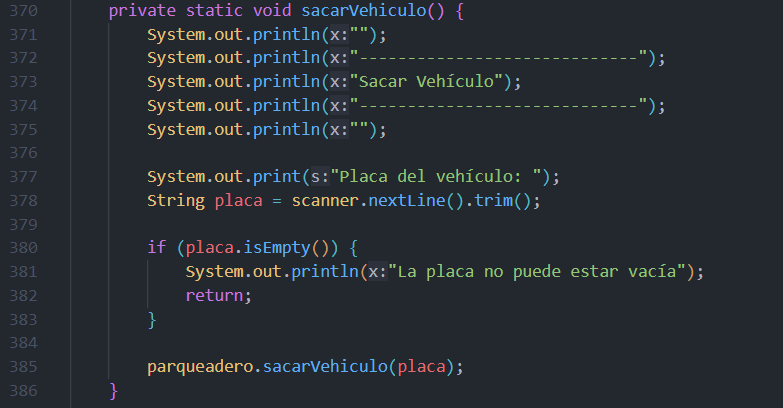 370 private static void sacarVehiculo() {
371 System.out.println(x:"");
372 System.out.println(x:"-----------------------------");
373 System.out.println(x:"Sacar Vehículo");
374 System.out.println(x:"-----------------------------");
375 System.out.println(x:"");
376
377 System.out.print(s:"Placa del vehículo: ");
378 String placa = scanner.nextLine().trim();
379
380 if (placa.isEmpty()) {
381 System.out.println(x:"La placa no puede estar vacía");
382 return;
383 }
384
385 parqueadero.sacarVehiculo(placa);
386 }